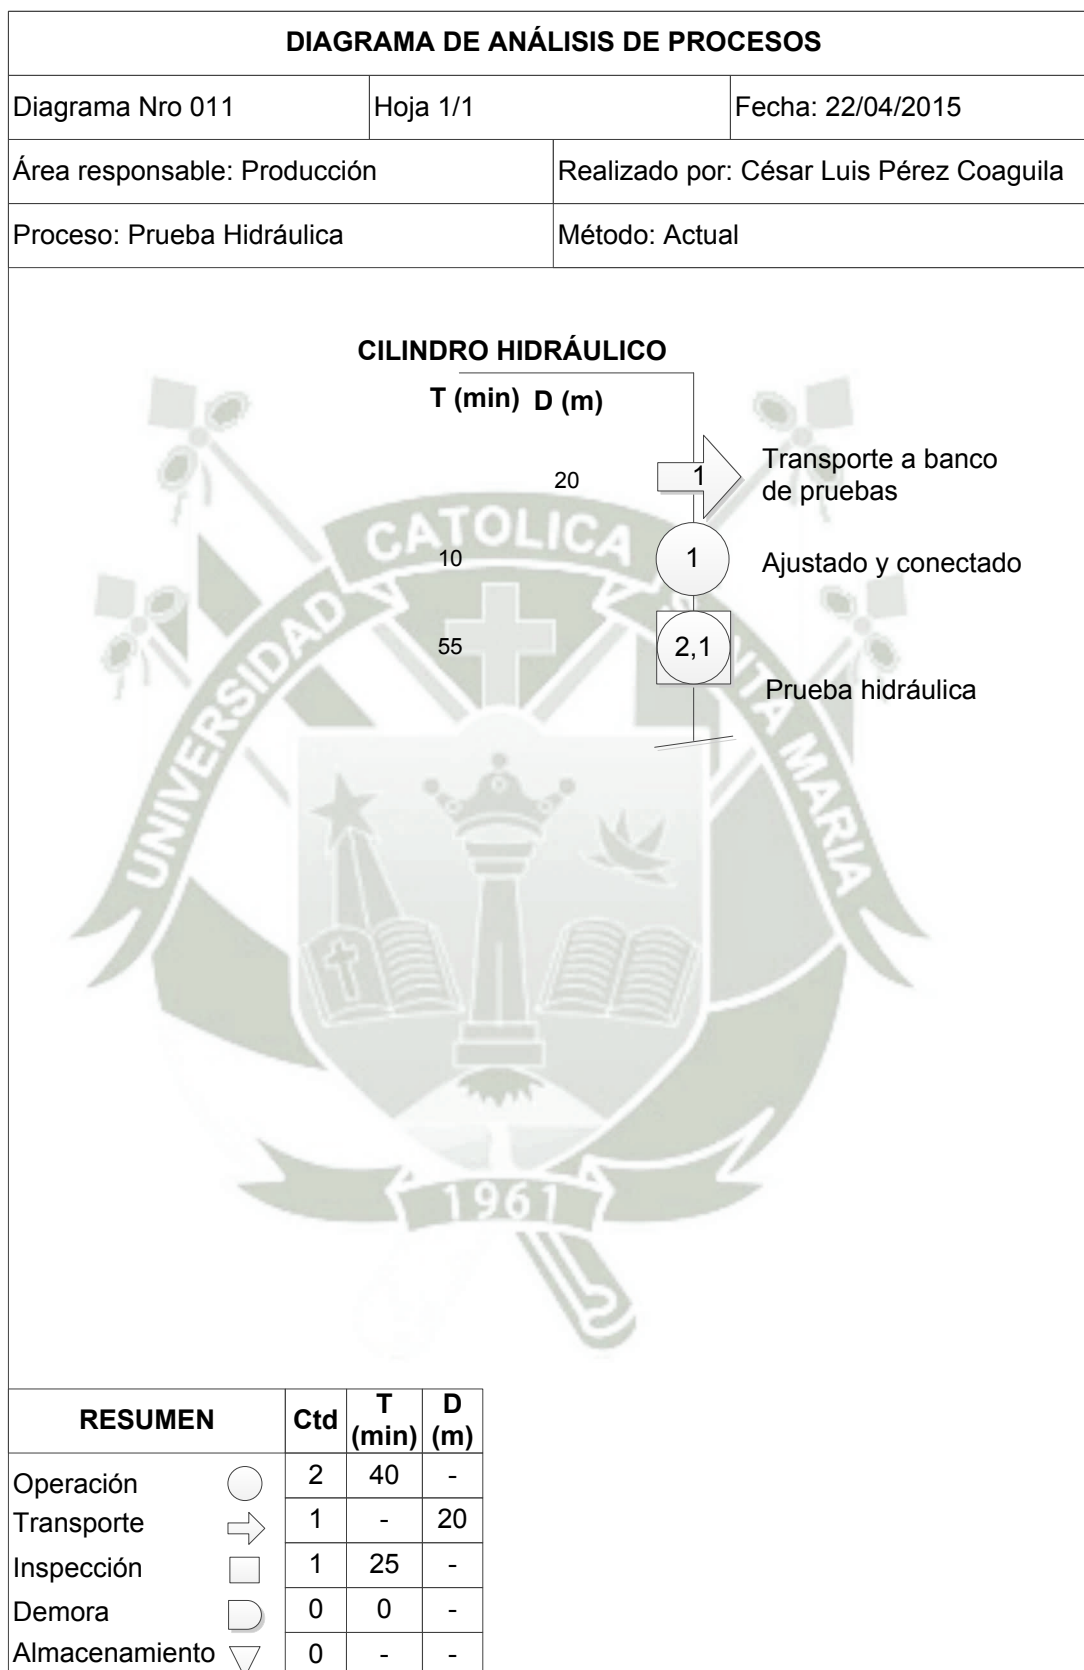 DIAGRAMA DE ANÁLISIS DE PROCESOS
Diagrama Nro 011 Hoja 1/1 Fecha: 22/04/2015
Área responsable: Producción Realizado por: César Luis Pérez Coaguila
Proceso: Prueba Hidráulica Método: Actual
CILINDRO HIDRÁULICO
T (min) D (m)
20 1 Transporte a banco
de pruebas
10 1 Ajustado y conectado
55 2,1
Prueba hidráulica
UNIVERSIDAD CATOLICA SANTA MARIA
1961
RESUMEN Ctd T (min) D (m)
Operación 2 40 -
Transporte 1 - 20
Inspección 1 25 -
Demora 0 0 -
Almacenamiento 0 - -